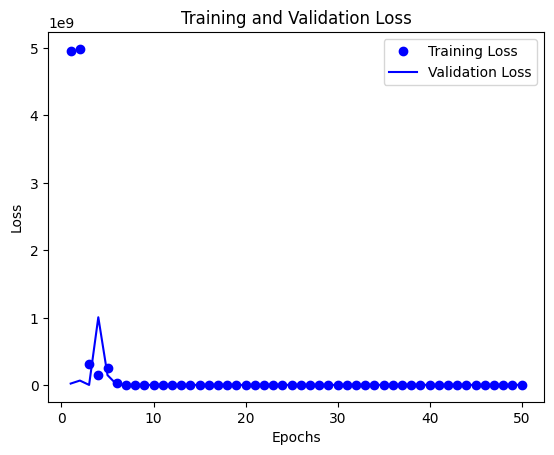 Training and Validation Loss
1e9
Training Loss
Validation Loss
5
4
3
2
1
0
Loss
0 10 20 30 40 50
Epochs